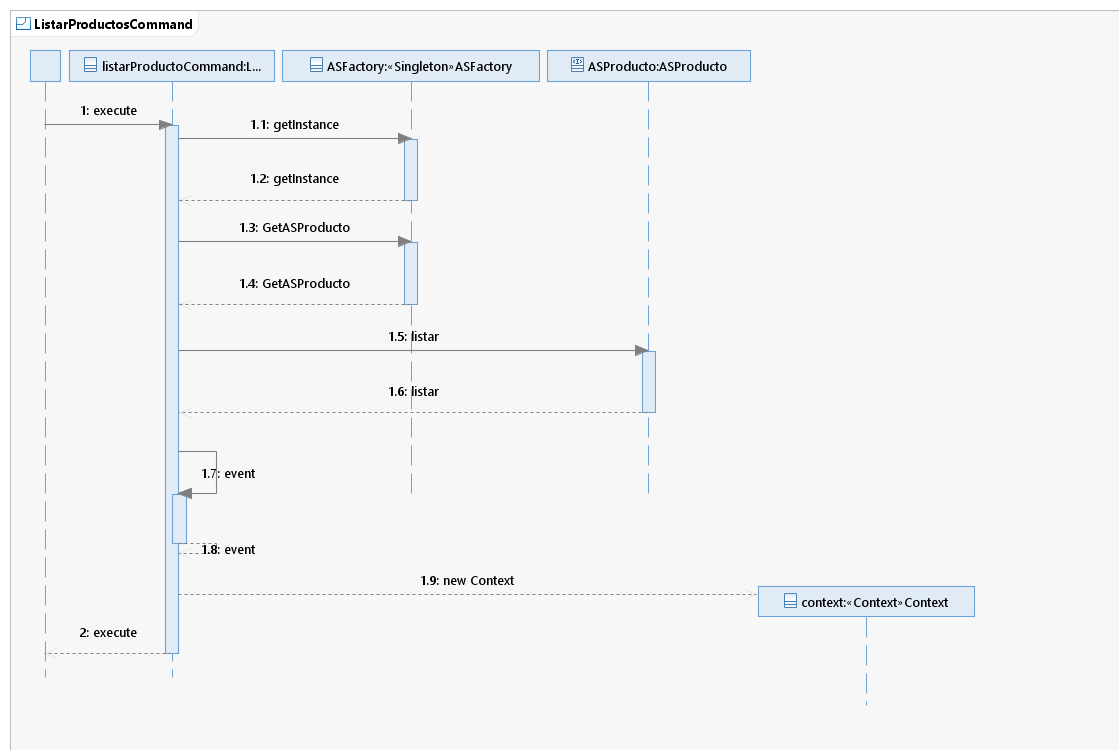 ListarProductosCommand
listarProductoCommand:L...
ASFactory:«Singleton»ASFactory
ASProducto:ASProducto
1: execute
1.1: getInstance
1.2: getInstance
1.3: GetASProducto
1.4: GetASProducto
1.5: listar
1.6: listar
1.7: event
1.8: event
1.9: new Context
context:«Context»Context
2: execute